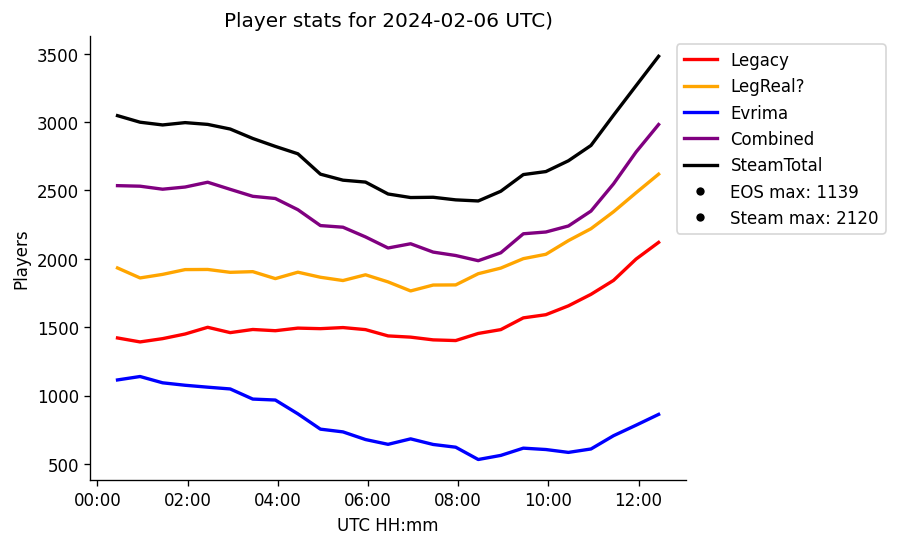 Player stats for 2024-02-06 UTC)
3500
3000
2500
2000
1500
1000
500
Players
00:00 02:00 04:00 06:00 08:00 10:00 12:00
UTC HH:mm
Legacy
LegReal?
Evrima
Combined
SteamTotal
EOS max: 1139
Steam max: 2120